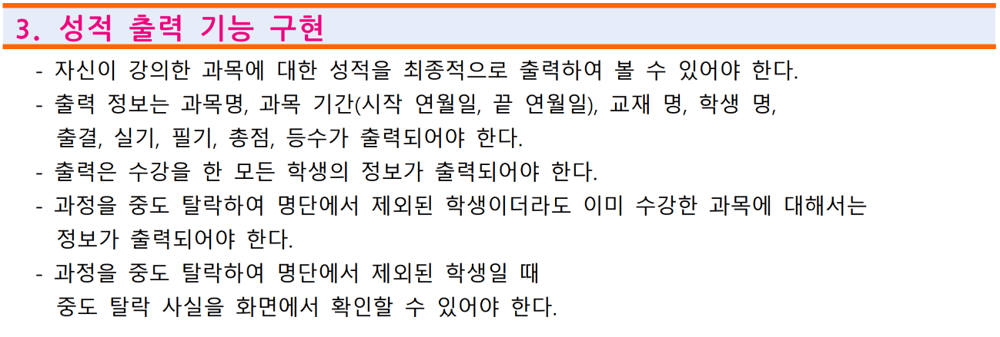 3. 성적 출력 기능 구현
- 자신이 강의한 과목에 대한 성적을 최종적으로 출력하여 볼 수 있어야 한다.
- 출력 정보는 과목명, 과목 기간(시작 연월일, 끝 연월일), 교재 명, 학생 명,
출결, 실기, 필기, 총점, 등수가 출력되어야 한다.
- 출력은 수강을 한 모든 학생의 정보가 출력되어야 한다.
- 과정을 중도 탈락하여 명단에서 제외된 학생이더라도 이미 수강한 과목에 대해서는
정보가 출력되어야 한다.
- 과정을 중도 탈락하여 명단에서 제외된 학생일 때
중도 탈락 사실을 화면에서 확인할 수 있어야 한다.